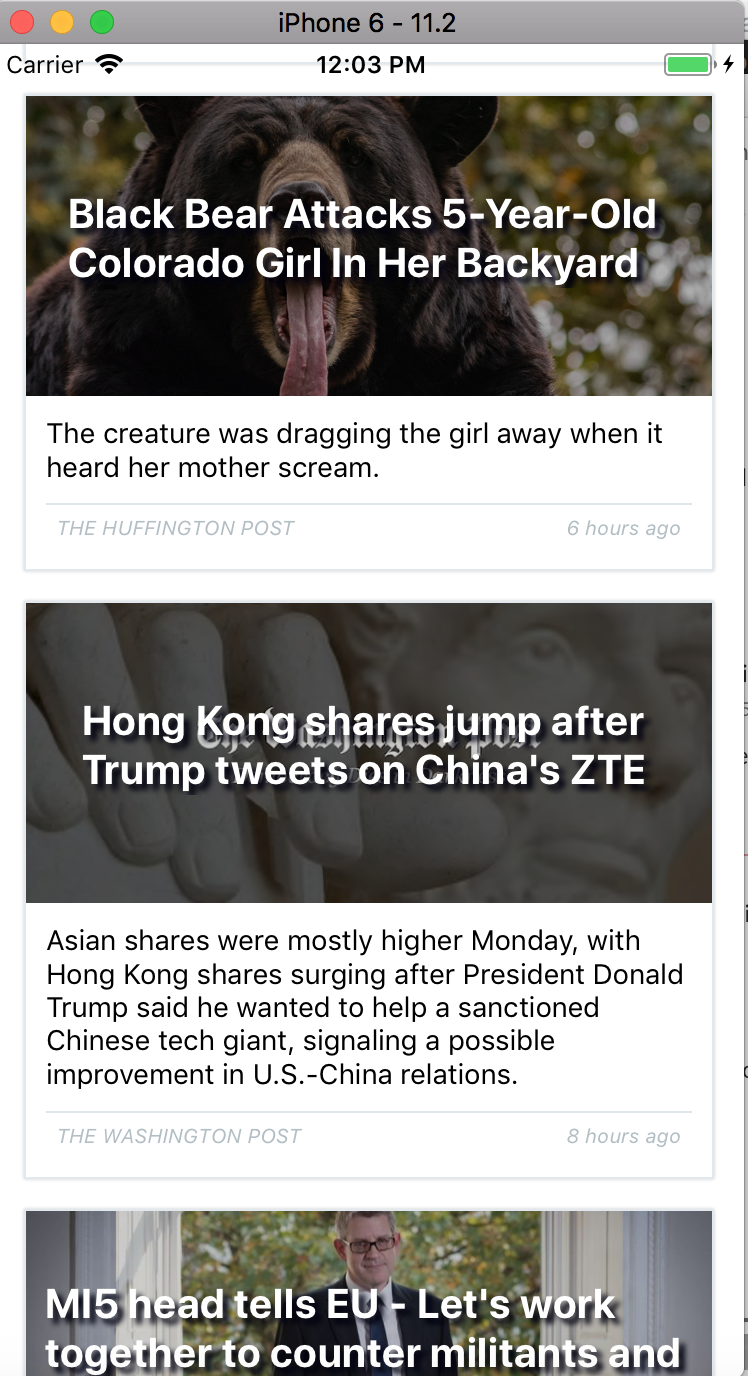 iPhone 6 - 11.2
Carrier 12:03 PM
Black Bear Attacks 5-Year-Old
Colorado Girl In Her Backyard
The creature was dragging the girl away when it
heard her mother scream.
THE HUFFINGTON POST 6 hours ago
The Washington Post
Hong Kong shares jump after
Trump tweets on China's ZTE
Asian shares were mostly higher Monday, with
Hong Kong shares surging after President Donald
Trump said he wanted to help a sanctioned
Chinese tech giant, signaling a possible
improvement in U.S.-China relations.
THE WASHINGTON POST 8 hours ago
MI5 head tells EU - Let's work
together to counter militants and